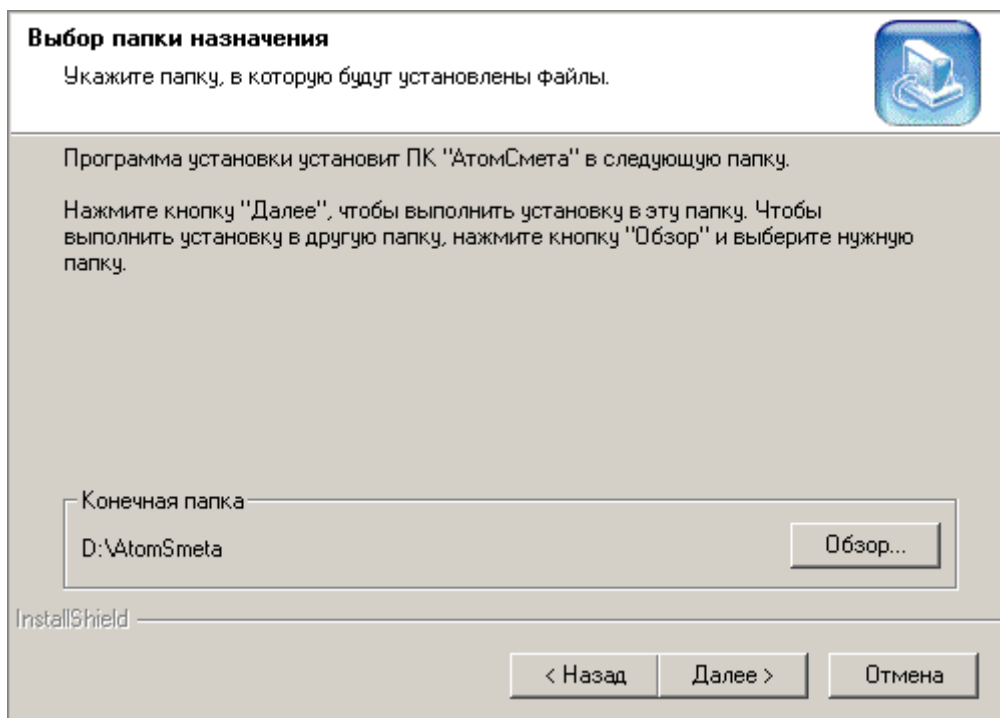 Выбор папки назначения
Укажите папку, в которую будут установлены файлы.
Программа установки установит ПК "АтомСмета" в следующую папку.
Нажмите кнопку "Далее", чтобы выполнить установку в эту папку. Чтобы
выполнить установку в другую папку, нажмите кнопку "Обзор" и выберите нужную
папку.
Конечная папка
D:\AtomSmeta
Обзор...
InstallShield
< Назад
Далее >
Отмена